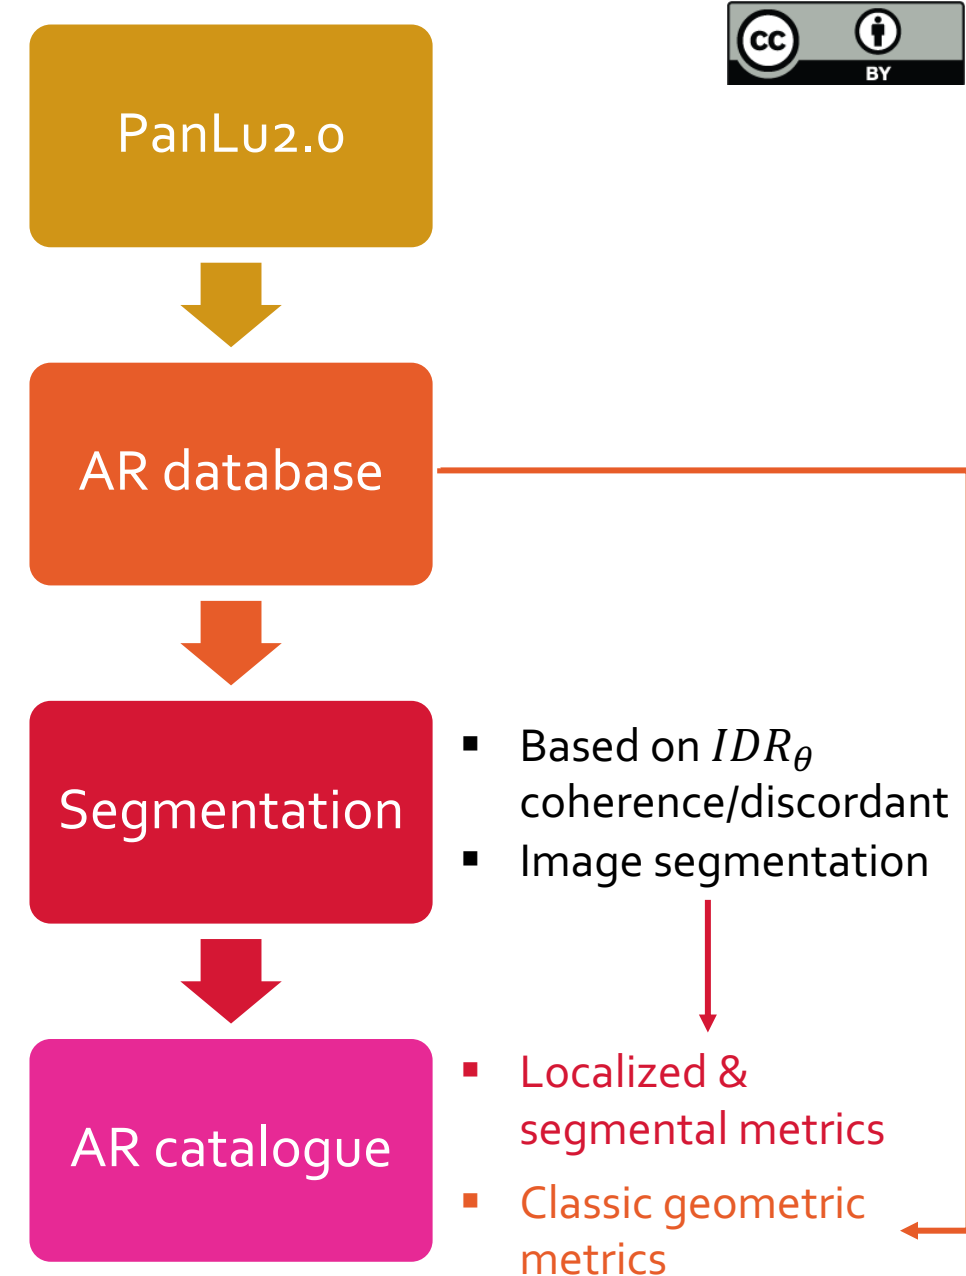 PanLu2.0
cc
BY
AR database
Segmentation
▪ Based on IDR_θ
coherence/discordant
▪ Image segmentation
AR catalogue
▪ Localized &
segmental metrics
▪ Classic geometric
metrics